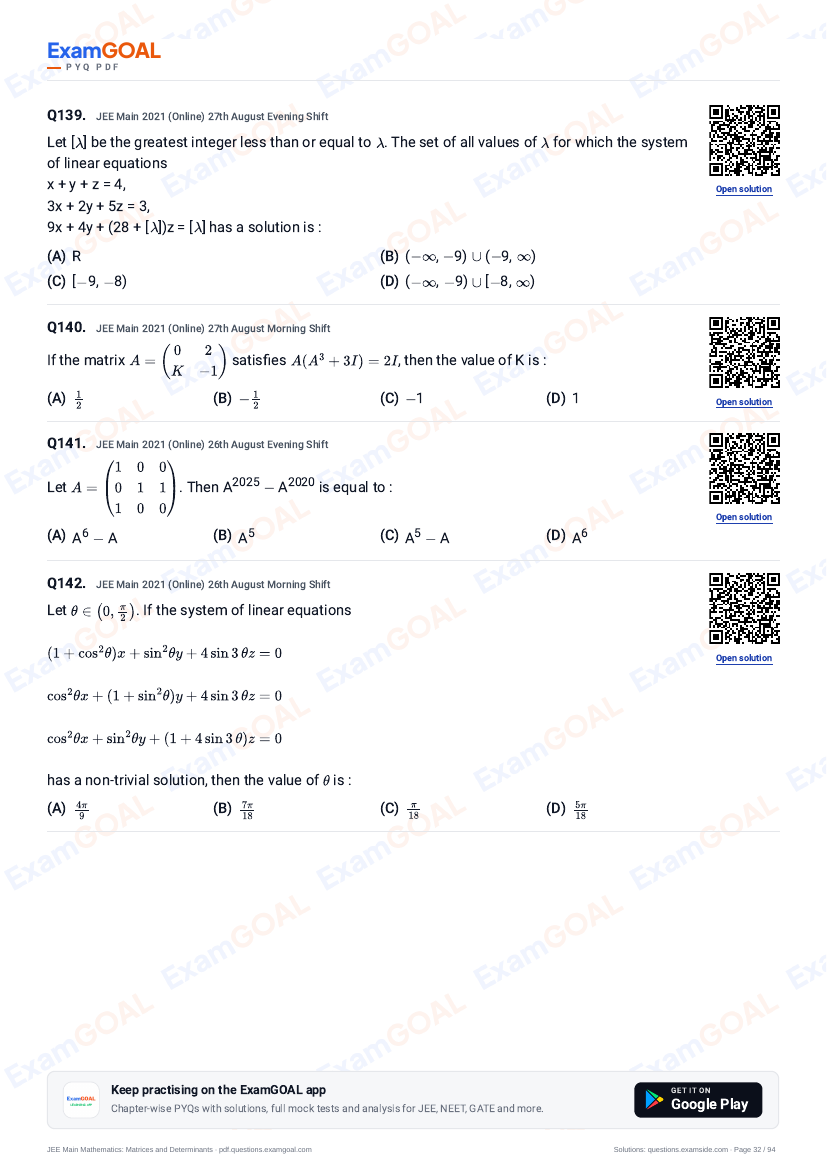 ExamGOAL
PYQ PDF
Q139. JEE Main 2021 (Online) 27th August Evening Shift
Let [λ] be the greatest integer less than or equal to λ. The set of all values of λ for which the system
of linear equations
x + y + z = 4,
3x + 2y + 5z = 3,
9x + 4y + (28 + [λ])z = [λ] has a solution is :
(A) R (B) (−∞, −9) ∪ (−9, ∞)
(C) [−9, −8) (D) (−∞, −9) ∪ [−8, ∞)
Open solution
Q140. JEE Main 2021 (Online) 27th August Morning Shift
If the matrix A = (0 2; K −1) satisfies A(A³ + 3I) = 2I, then the value of K is :
(A) 1/2 (B) −1/2 (C) −1 (D) 1
Open solution
Q141. JEE Main 2021 (Online) 26th August Evening Shift
Let A = (1 0 0; 0 1 1; 1 0 0). Then A²⁰²⁵ − A²⁰²⁰ is equal to :
(A) A⁶ − A (B) A⁵ (C) A⁵ − A (D) A⁶
Open solution
Q142. JEE Main 2021 (Online) 26th August Morning Shift
Let θ ∈ (0, π/2). If the system of linear equations
(1 + cos²θ)x + sin²θy + 4 sin 3 θz = 0
cos²θx + (1 + sin²θ)y + 4 sin 3 θz = 0
cos²θx + sin²θy + (1 + 4 sin 3 θ)z = 0
has a non-trivial solution, then the value of θ is :
(A) 4π/9 (B) 7π/18 (C) π/18 (D) 5π/18
Open solution
Keep practising on the ExamGOAL app
Chapter-wise PYQs with solutions, full mock tests and analysis for JEE, NEET, GATE and more.
ExamGOAL
GET IT ON
Google Play
JEE Main Mathematics: Matrices and Determinants · pdf.questions.examgoal.com
Solutions: questions.examside.com · Page 32 / 94